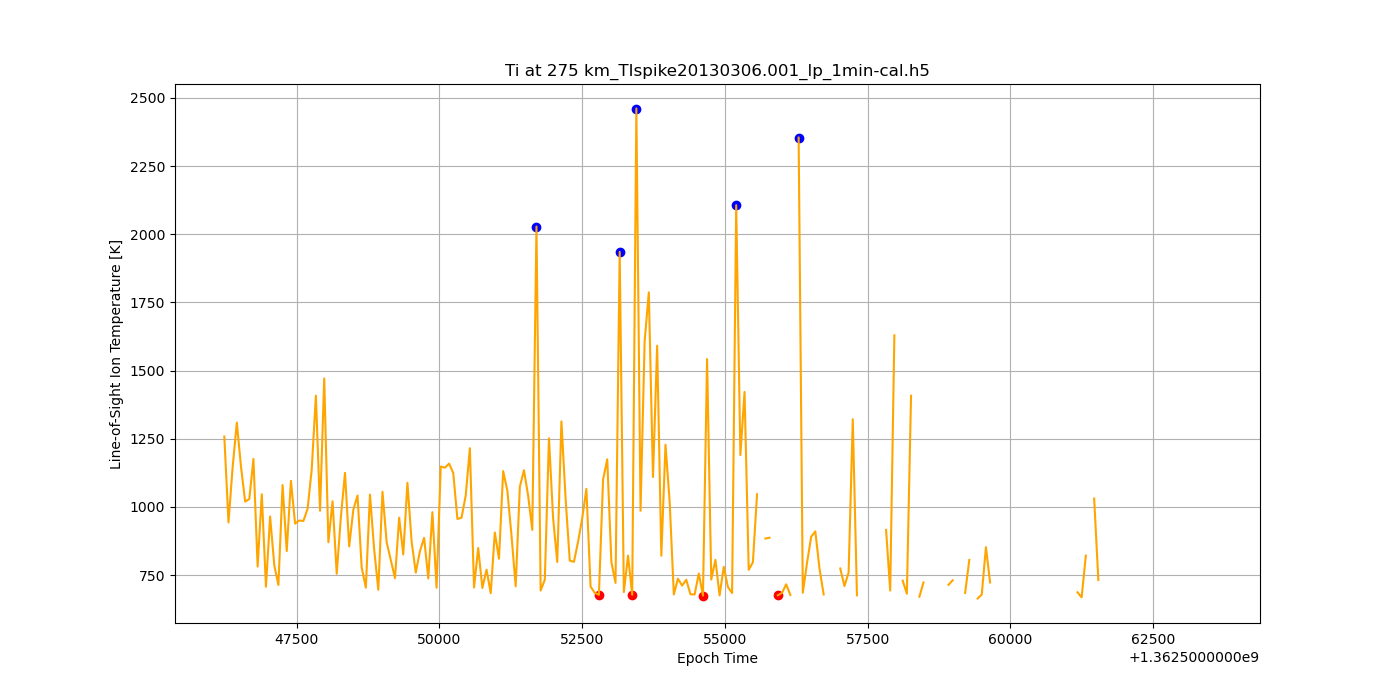 Ti at 275 km_TIspike20130306.001_lp_1min-cal.h5
Line-of-Sight Ion Temperature [K]
2500
2250
2000
1750
1500
1250
1000
750
47500 50000 52500 55000 57500 60000 62500
Epoch Time
+1.3625000000e9